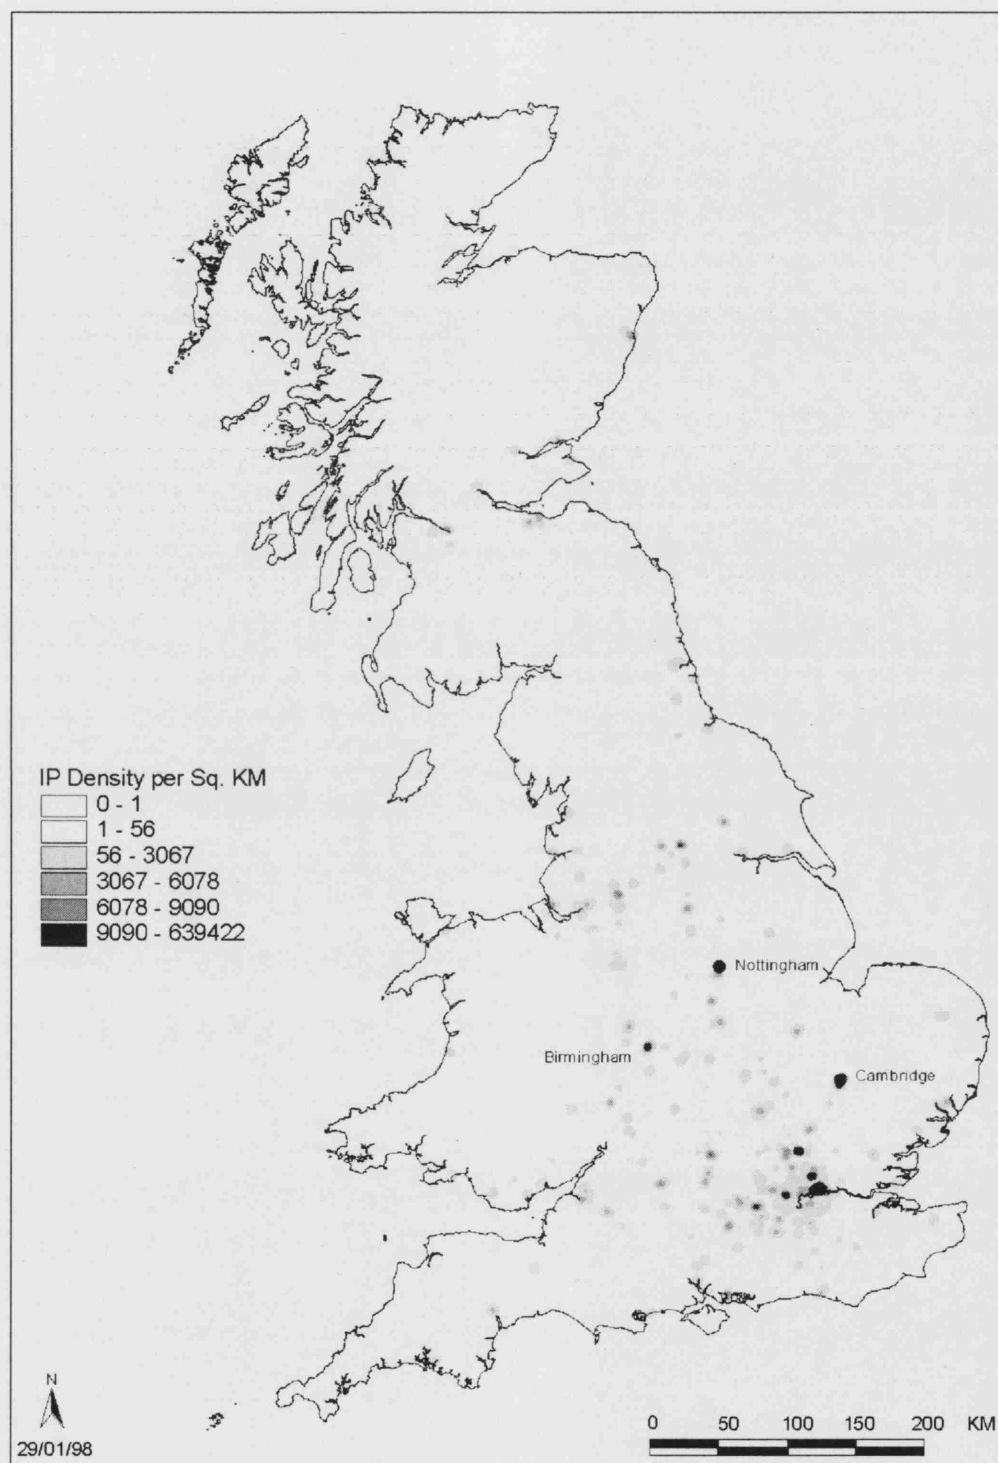 IP Density per Sq. KM
0 - 1
1 - 56
56 - 3067
3067 - 6078
6078 - 9090
9090 - 639422
Nottingham
Birmingham
Cambridge
N
29/01/98
0 50 100 150 200 KM